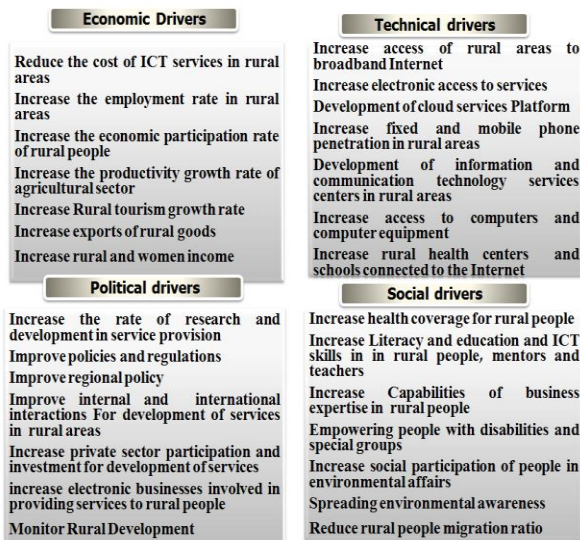 Economic Drivers
Reduce the cost of ICT services in rural
areas
Increase the employment rate in rural
areas
Increase the economic participation rate
of rural people
Increase the productivity growth rate of
agricultural sector
Increase Rural tourism growth rate
Increase exports of rural goods
Increase rural and women income
Technical drivers
Increase access of rural areas to
broadband Internet
Increase electronic access to services
Development of cloud services Platform
Increase fixed and mobile phone
penetration in rural areas
Development of information and
communication technology services
centers in rural areas
Increase access to computers and
computer equipment
Increase rural health centers and
schools connected to the Internet
Political drivers
Increase the rate of research and
development in service provision
Improve policies and regulations
Improve regional policy
Improve internal and international
interactions For development of services
in rural areas
Increase private sector participation and
investment for development of services
increase electronic businesses involved in
providing services to rural people
Monitor Rural Development
Social drivers
Increase health coverage for rural people
Increase Literacy and education and ICT
skills in in rural people, mentors and
teachers
Increase Capabilities of business
expertise in rural people
Empowering people with disabilities and
special groups
Increase social participation of people in
environmental affairs
Spreading environmental awareness
Reduce rural people migration ratio